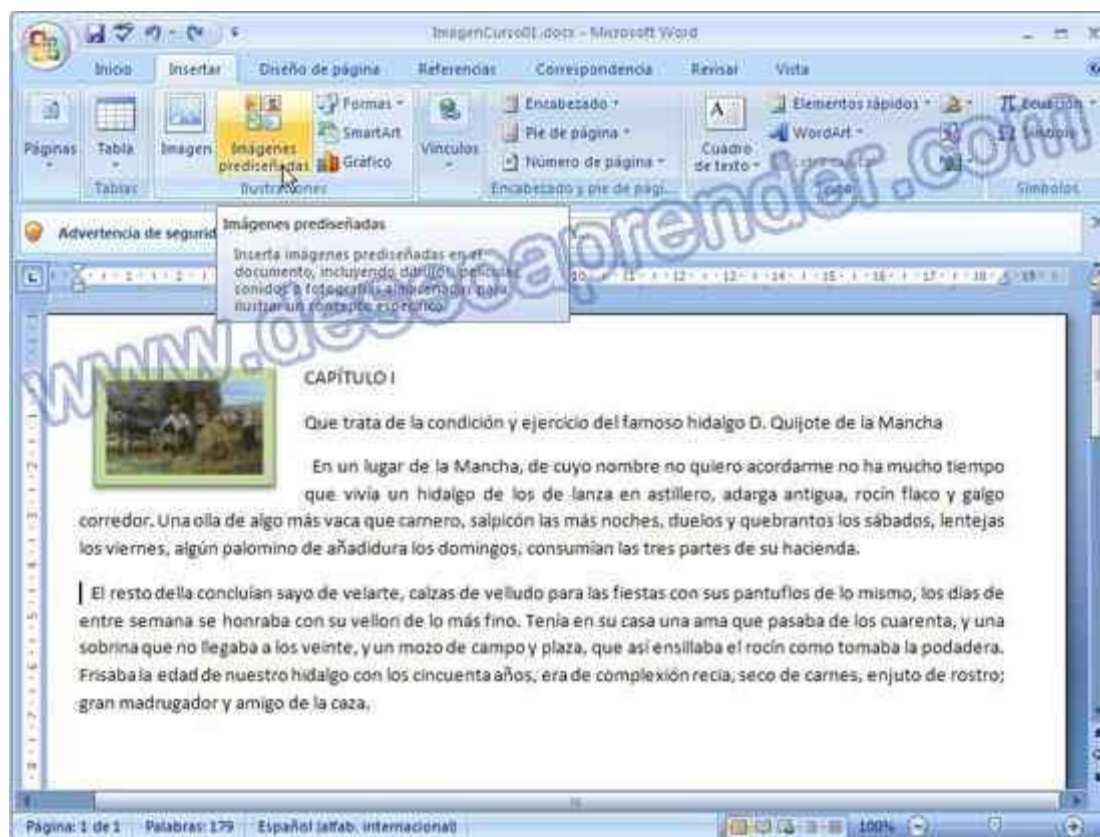 ImagenCurso01.docx - Microsoft Word
Inicio Insertar Diseño de página Referencias Correspondencia Revisar Vista
Páginas
Tabla
Tablas
Imagen
Imágenes
prediseñadas
Formas
SmartArt
Gráfico
Ilustraciones
Vínculos
Encabezado
Pie de página
Número de página
Encabezado y pie de pági...
Cuadro
de texto
Elementos rápidos
WordArt
Ecuación
Símbolo
Símbolos
Advertencia de segurid
Imágenes prediseñadas
Inserta imágenes prediseñadas en el
documento, incluyendo dibujos, películas,
sonidos o fotografías almacenadas para
ilustrar un concepto específico.
www.deseoaprender.com
CAPÍTULO I
Que trata de la condición y ejercicio del famoso hidalgo D. Quijote de la Mancha
En un lugar de la Mancha, de cuyo nombre no quiero acordarme no ha mucho tiempo
que vivía un hidalgo de los de lanza en astillero, adarga antigua, rocín flaco y galgo
corredor. Una olla de algo más vaca que carnero, salpicón las más noches, duelos y quebrantos los sábados, lentejas
los viernes, algún palomino de añadidura los domingos, consumían las tres partes de su hacienda.
El resto della concluían sayo de velarte, calzas de velludo para las fiestas con sus pantuflos de lo mismo, los días de
entre semana se honraba con su vellori de lo más fino. Tenía en su casa una ama que pasaba de los cuarenta, y una
sobrina que no llegaba a los veinte, y un mozo de campo y plaza, que así ensillaba el rocín como tomaba la podadera.
Frisaba la edad de nuestro hidalgo con los cincuenta años, era de complexión recia, seco de carnes, enjuto de rostro;
gran madrugador y amigo de la caza.
Página: 1 de 1 Palabras: 179 Español (alfab. internacional) 100%